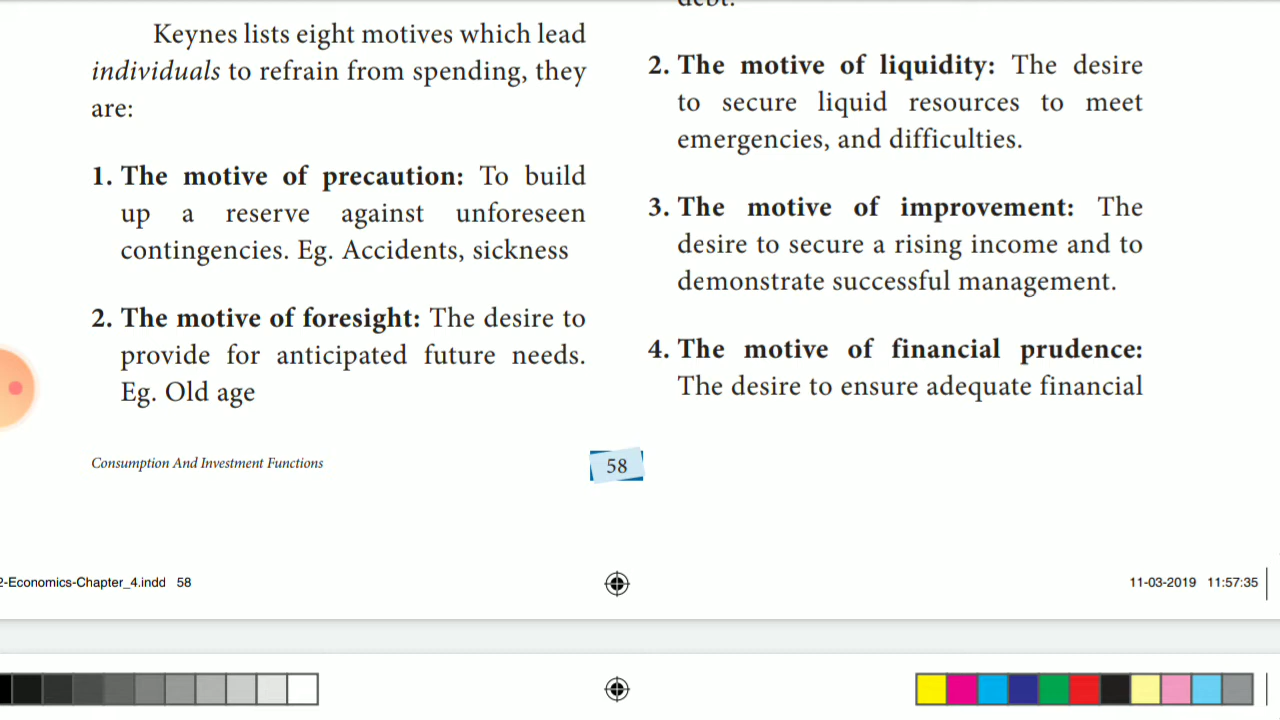 Keynes lists eight motives which lead
individuals to refrain from spending, they
are:
1. The motive of precaution: To build
up a reserve against unforeseen
contingencies. Eg. Accidents, sickness
2. The motive of foresight: The desire to
provide for anticipated future needs.
Eg. Old age
debt.
2. The motive of liquidity: The desire
to secure liquid resources to meet
emergencies, and difficulties.
3. The motive of improvement: The
desire to secure a rising income and to
demonstrate successful management.
4. The motive of financial prudence:
The desire to ensure adequate financial
Consumption And Investment Functions
58
2-Economics-Chapter_4.indd 58
11-03-2019 11:57:35